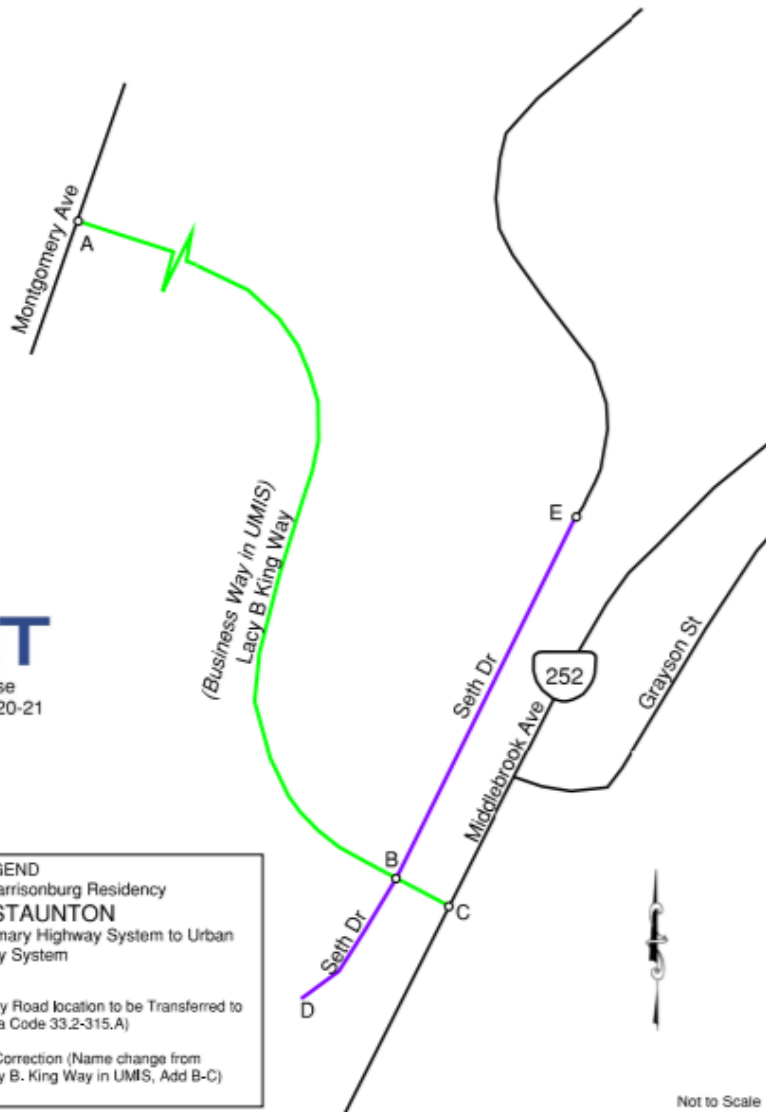 Montgomery Ave
A
(Business Way in UMIS)
Lacy B King Way
E
Seth Dr
252
Middlebrook Ave
Grayson St
B
C
Seth Dr
D
20-21
STAUNTON
arrisonburg Residency
mary Highway System to Urban
y System
y Road location to be Transferred to
a Code 33.2-315.A)
Correction (Name change from
y B. King Way in UMIS, Add B-C)
Not to Scale